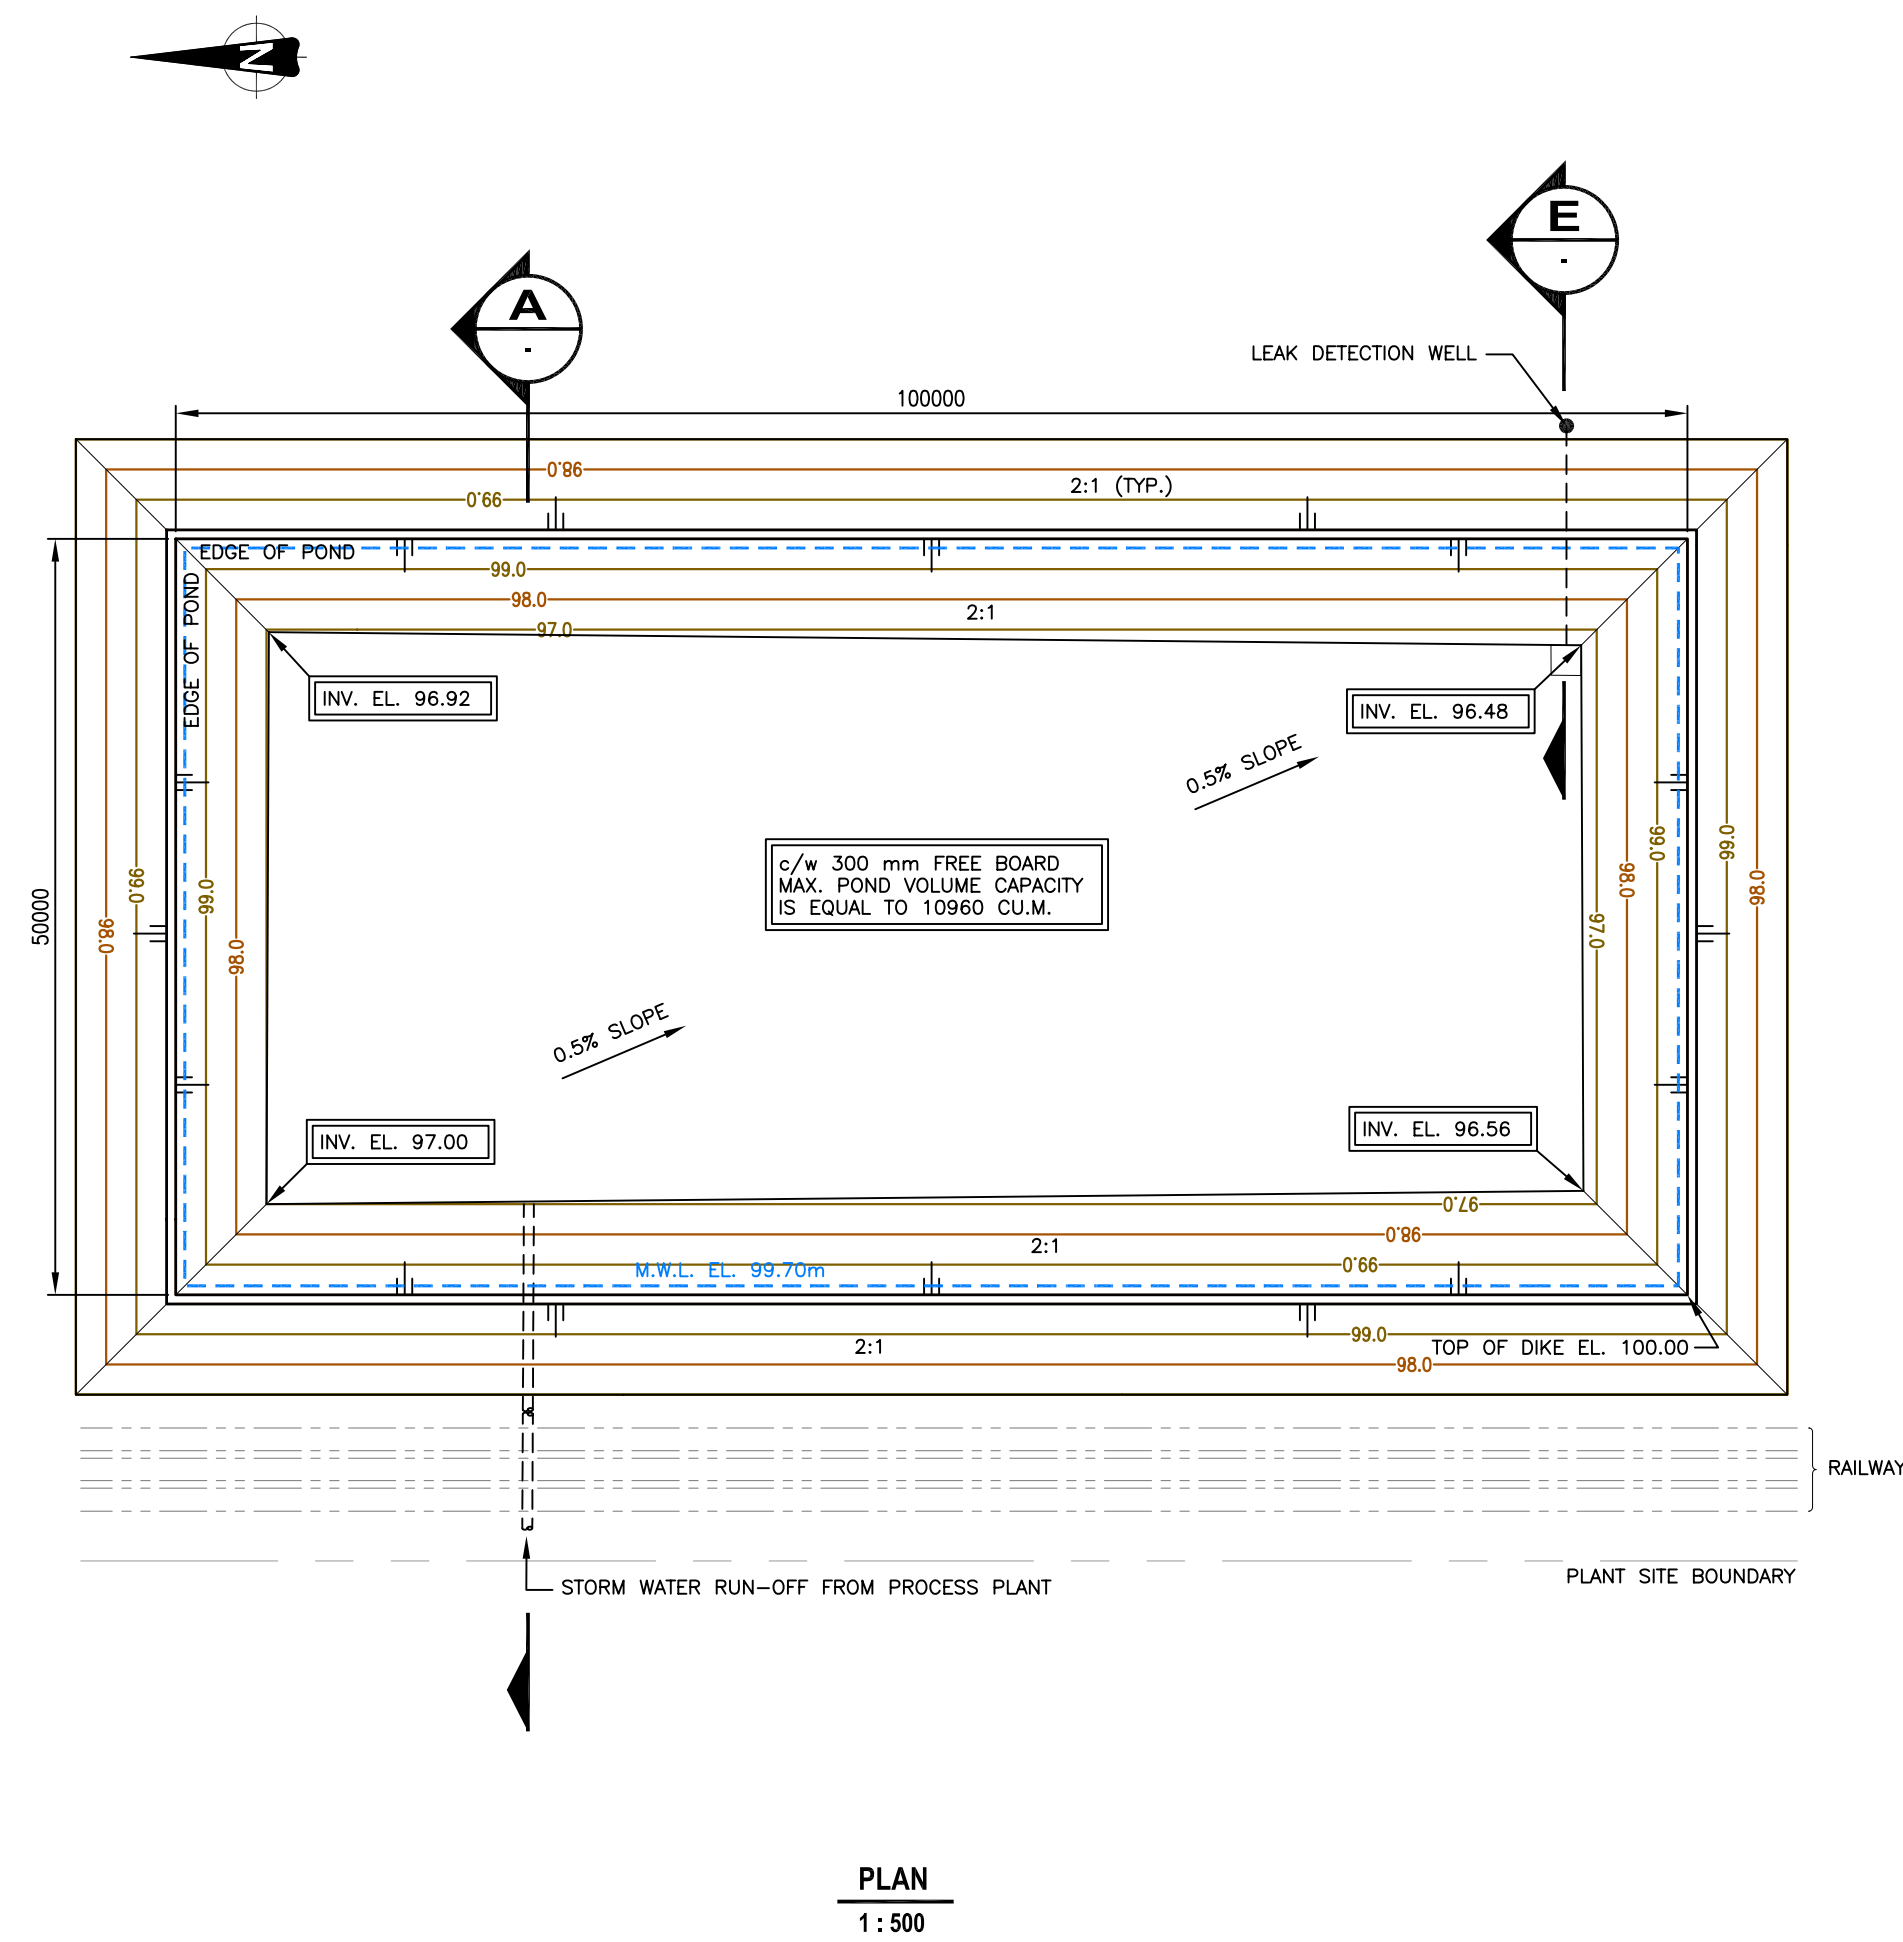 N
E
-
A
-
LEAK DETECTION WELL
100000
98.0
2:1 (TYP.)
99.0
EDGE OF POND
EDGE OF POND
99.0
98.0
2:1
97.0
INV. EL. 96.92
INV. EL. 96.48
0.5% SLOPE
c/w 300 mm FREE BOARD
MAX. POND VOLUME CAPACITY
IS EQUAL TO 10960 CU.M.
50000
98.0
99.0
99.0
98.0
97.0
98.0
99.0
99.0
98.0
0.5% SLOPE
INV. EL. 97.00
INV. EL. 96.56
97.0
98.0
2:1
99.0
M.W.L. EL. 99.70m
99.0
2:1
TOP OF DIKE EL. 100.00
98.0
RAILWAY
PLANT SITE BOUNDARY
STORM WATER RUN-OFF FROM PROCESS PLANT
PLAN
1 : 500